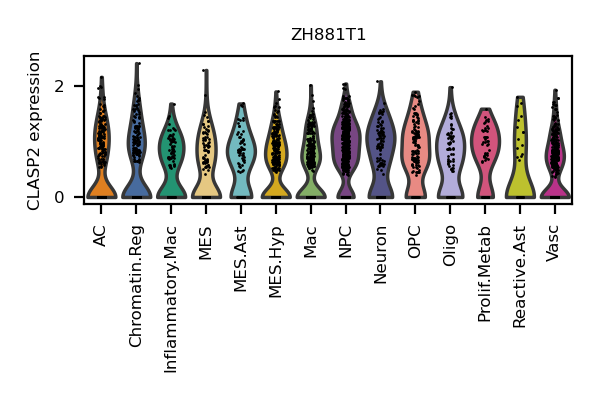 ZH881T1
CLASP2 expression
2
0
AC
Chromatin.Reg
Inflammatory.Mac
MES
MES.Ast
MES.Hyp
Mac
NPC
Neuron
OPC
Oligo
Prolif.Metab
Reactive.Ast
Vasc